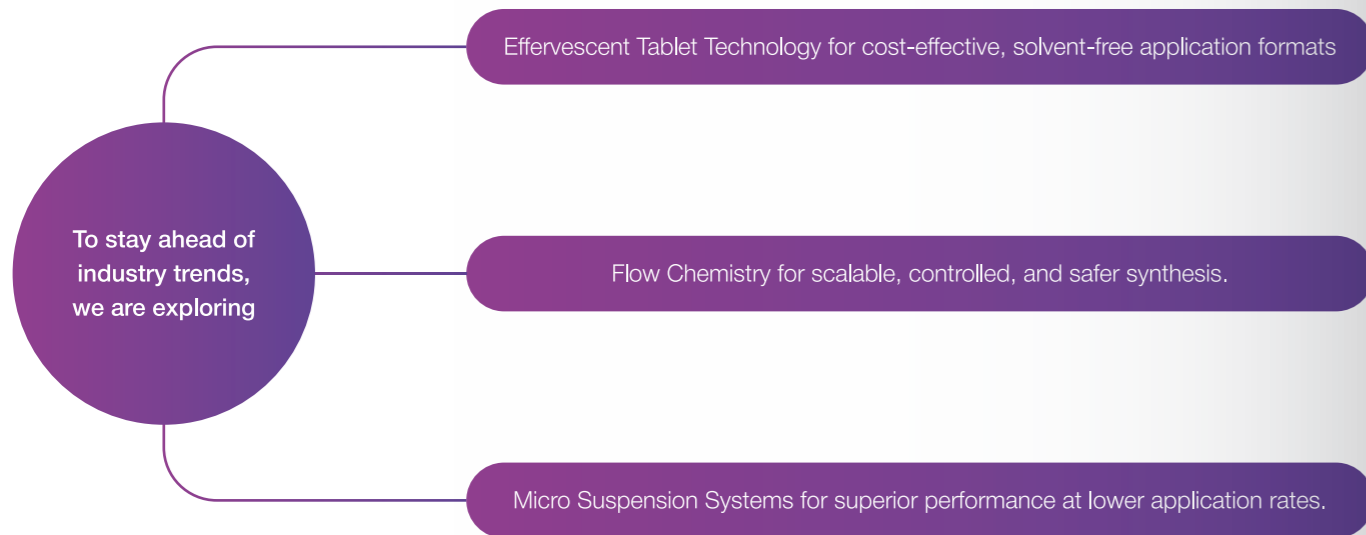 Effervescent Tablet Technology for cost-effective, solvent-free application formats
To stay ahead of
industry trends,
we are exploring
Flow Chemistry for scalable, controlled, and safer synthesis.
Micro Suspension Systems for superior performance at lower application rates.